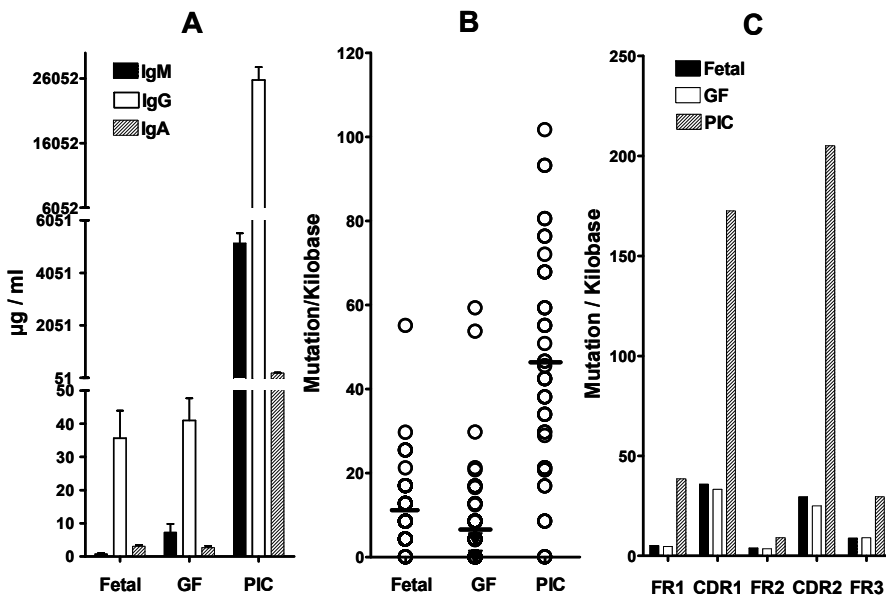 A
IgM
IgG
IgA
µg / ml
26052
16052
6052
6051
4051
2051
51
50
40
30
20
10
0
Fetal GF PIC
B
Mutation/Kilobase
120
100
80
60
40
20
0
Fetal GF PIC
C
Fetal
GF
PIC
Mutation / Kilobase
250
200
150
100
50
0
FR1 CDR1 FR2 CDR2 FR3